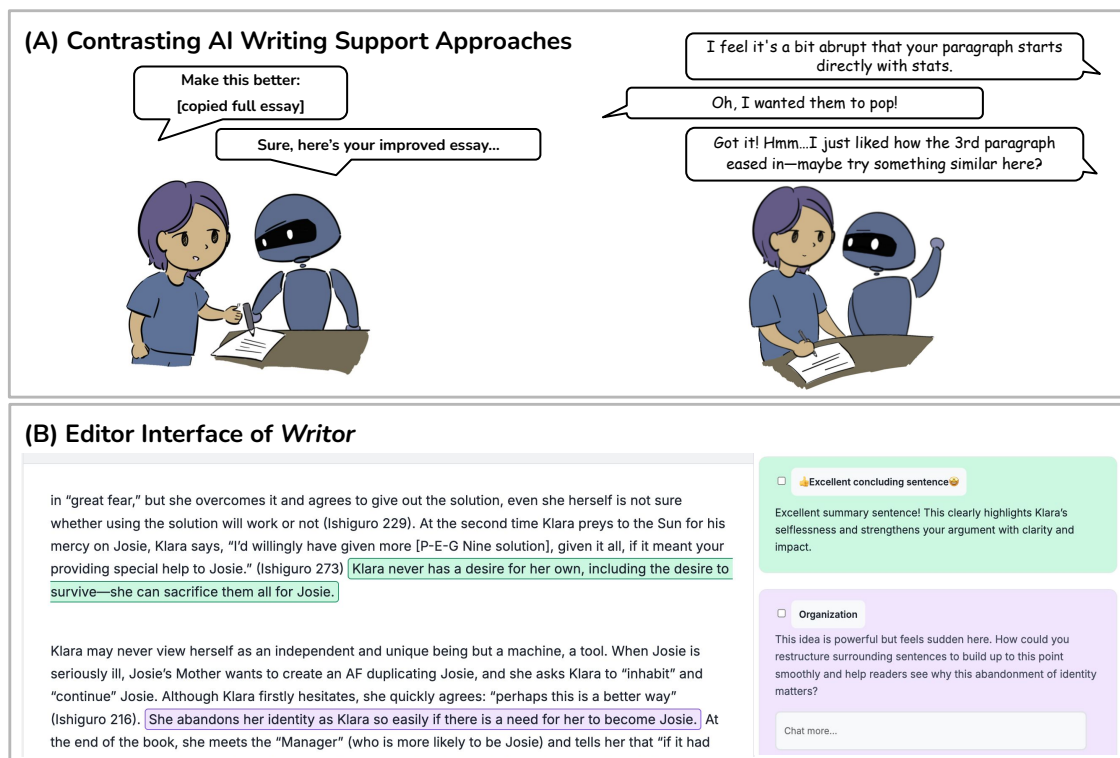 (A) Contrasting AI Writing Support Approaches
Make this better:
[copied full essay]
Sure, here's your improved essay...
I feel it's a bit abrupt that your paragraph starts
directly with stats.
Oh, I wanted them to pop!
Got it! Hmm...I just liked how the 3rd paragraph
eased in—maybe try something similar here?
(B) Editor Interface of Writor
in “great fear,” but she overcomes it and agrees to give out the solution, even she herself is not sure
whether using the solution will work or not (Ishiguro 229). At the second time Klara preys to the Sun for his
mercy on Josie, Klara says, “I’d willingly have given more [P-E-G Nine solution], given it all, if it meant your
providing special help to Josie.” (Ishiguro 273) Klara never has a desire for her own, including the desire to
survive—she can sacrifice them all for Josie.
Klara may never view herself as an independent and unique being but a machine, a tool. When Josie is
seriously ill, Josie’s Mother wants to create an AF duplicating Josie, and she asks Klara to “inhabit” and
“continue” Josie. Although Klara firstly hesitates, she quickly agrees: “perhaps this is a better way”
(Ishiguro 216). She abandons her identity as Klara so easily if there is a need for her to become Josie. At
the end of the book, she meets the “Manager” (who is more likely to be Josie) and tells her that “if it had
👍Excellent concluding sentence🤩
Excellent summary sentence! This clearly highlights Klara’s
selflessness and strengthens your argument with clarity and
impact.
Organization
This idea is powerful but feels sudden here. How could you
restructure surrounding sentences to build up to this point
smoothly and help readers see why this abandonment of identity
matters?
Chat more...